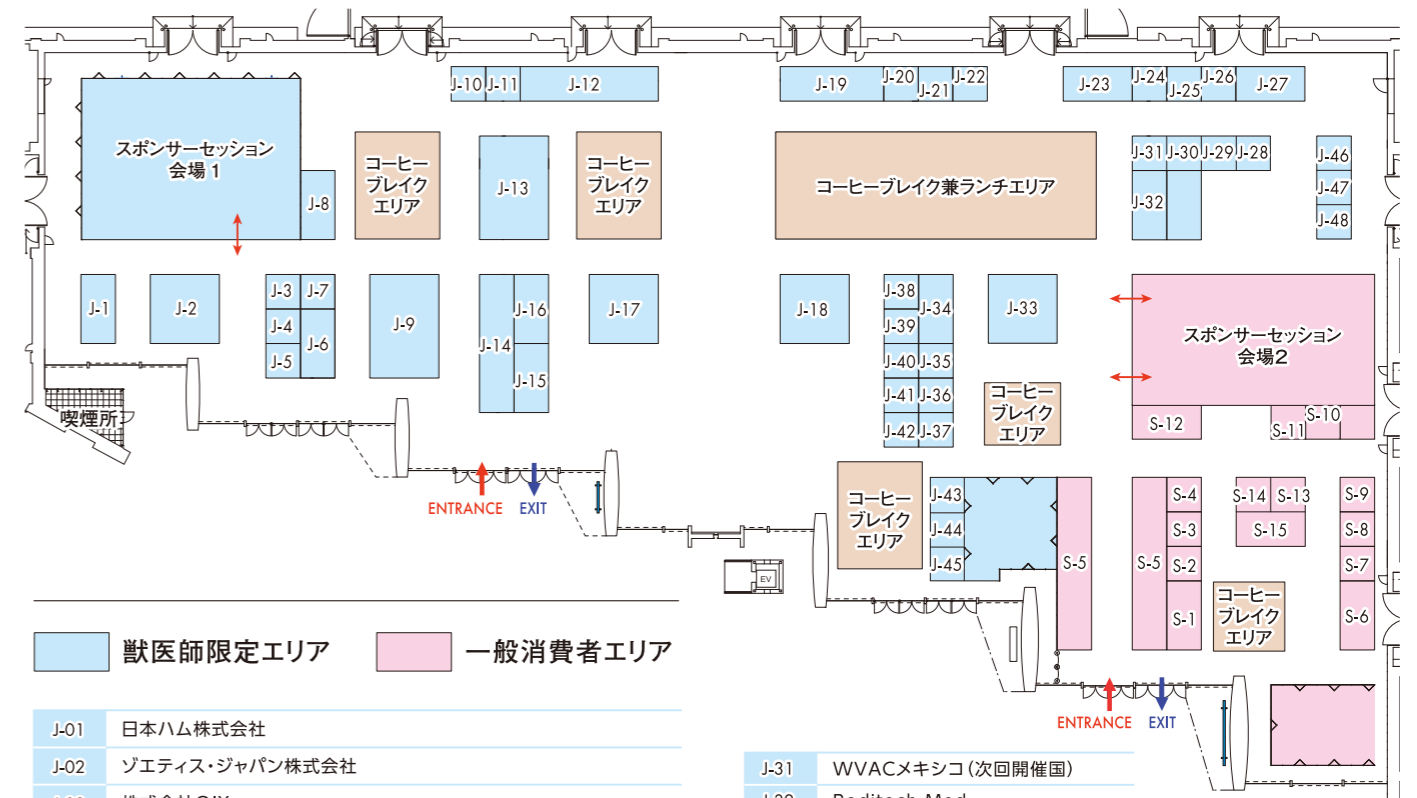 J-10 J-11 J-12 J-19 J-20 J-21 J-22 J-23 J-24 J-25 J-26 J-27
スポンサーセッション
会場1
J-8
コーヒー
ブレイク
エリア
J-13
コーヒー
ブレイク
エリア
コーヒーブレイク兼ランチエリア
J-31 J-30 J-29 J-28
J-32
J-46
J-47
J-48
J-1
J-2
J-3 J-7
J-4
J-6
J-5
J-9
J-16
J-14
J-15
J-17
J-18
J-38
J-34
J-39
J-40 J-35
J-41 J-36
J-42 J-37
J-33
スポンサーセッション
会場2
コーヒー
ブレイク
エリア
S-12
S-11
S-10
喫煙所
ENTRANCE EXIT
コーヒー
ブレイク
エリア
J-43
J-44
J-45
S-5
S-5
S-4
S-3
S-2
S-1
S-14 S-13
S-15
S-9
S-8
S-7
S-6
コーヒー
ブレイク
エリア
EV
ENTRANCE EXIT
獣医師限定エリア
一般消費者エリア
J-01 日本ハム株式会社
J-02 ゾエティス・ジャパン株式会社
J-31 WVACメキシコ(次回開催国)